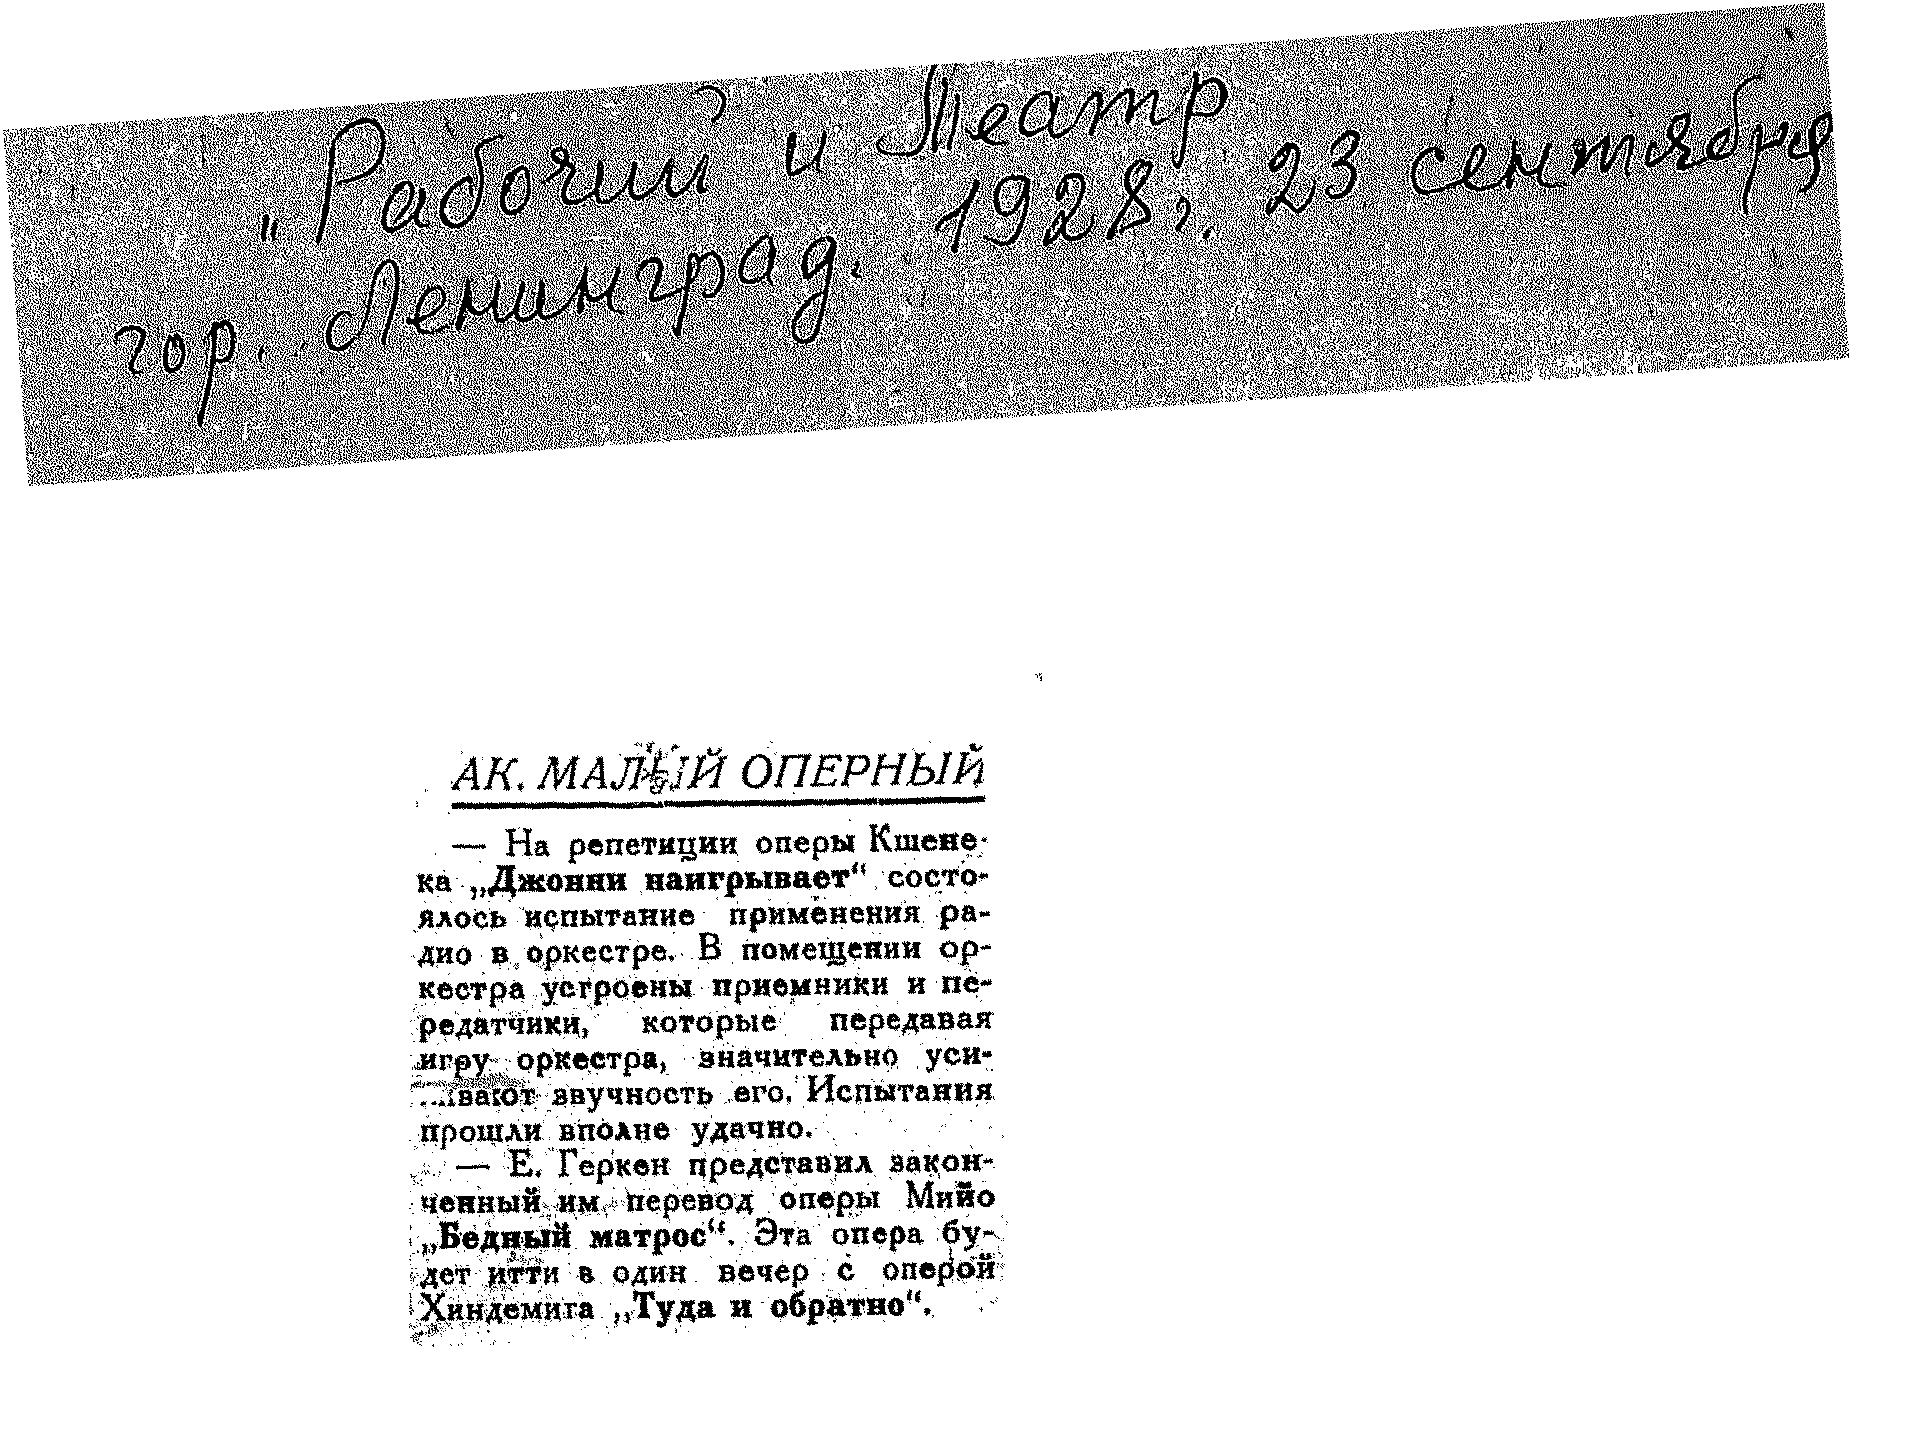 „Рабочий и Театр
гор. Ленинград. 1928, 23 сентября
АК. МАЛЫЙ ОПЕРНЫЙ
— На репетиции оперы Кшене-
ка „Джонни наигрывает“ состо-
ялось испытание применения ра-
дио в оркестре. В помещении ор-
кестра устроены приемники и пе-
редатчики, которые передавая
игру оркестра, значительно уси-
звучность его. Испытания
прошли вполне удачно.
— Е. Геркен представил закон-
ченный им перевод оперы Мийо
„Бедный матрос“. Эта опера бу-
дет итти в один вечер с оперой
Хиндемита „Туда и обратно“.